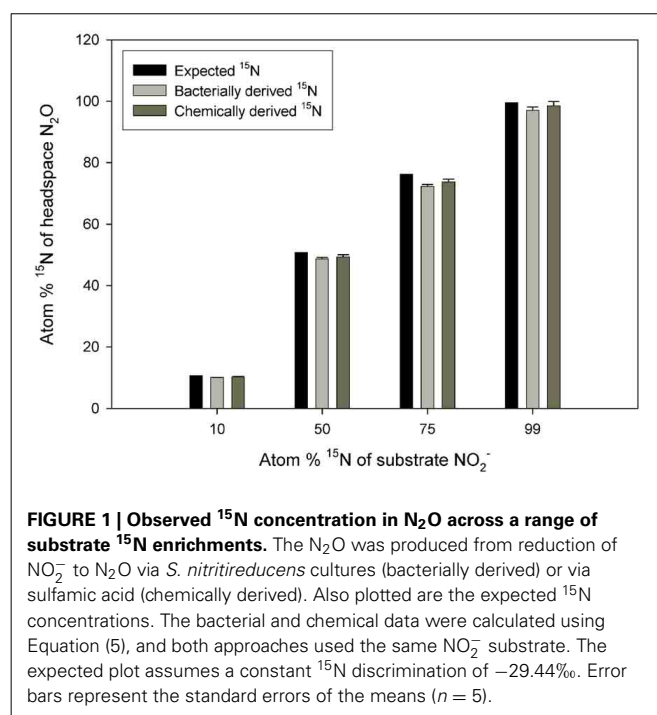 120
100
80
60
40
20
0
Atom % ¹⁵N of headspace N₂O
Expected ¹⁵N
Bacterially derived ¹⁵N
Chemically derived ¹⁵N
10 50 75 99
Atom % ¹⁵N of substrate NO₂⁻
FIGURE 1 | Observed ¹⁵N concentration in N₂O across a range of
substrate ¹⁵N enrichments. The N₂O was produced from reduction of
NO₂⁻ to N₂O via S. nitritireducens cultures (bacterially derived) or via
sulfamic acid (chemically derived). Also plotted are the expected ¹⁵N
concentrations. The bacterial and chemical data were calculated using
Equation (5), and both approaches used the same NO₂⁻ substrate. The
expected plot assumes a constant ¹⁵N discrimination of −29.44‰. Error
bars represent the standard errors of the means (n = 5).